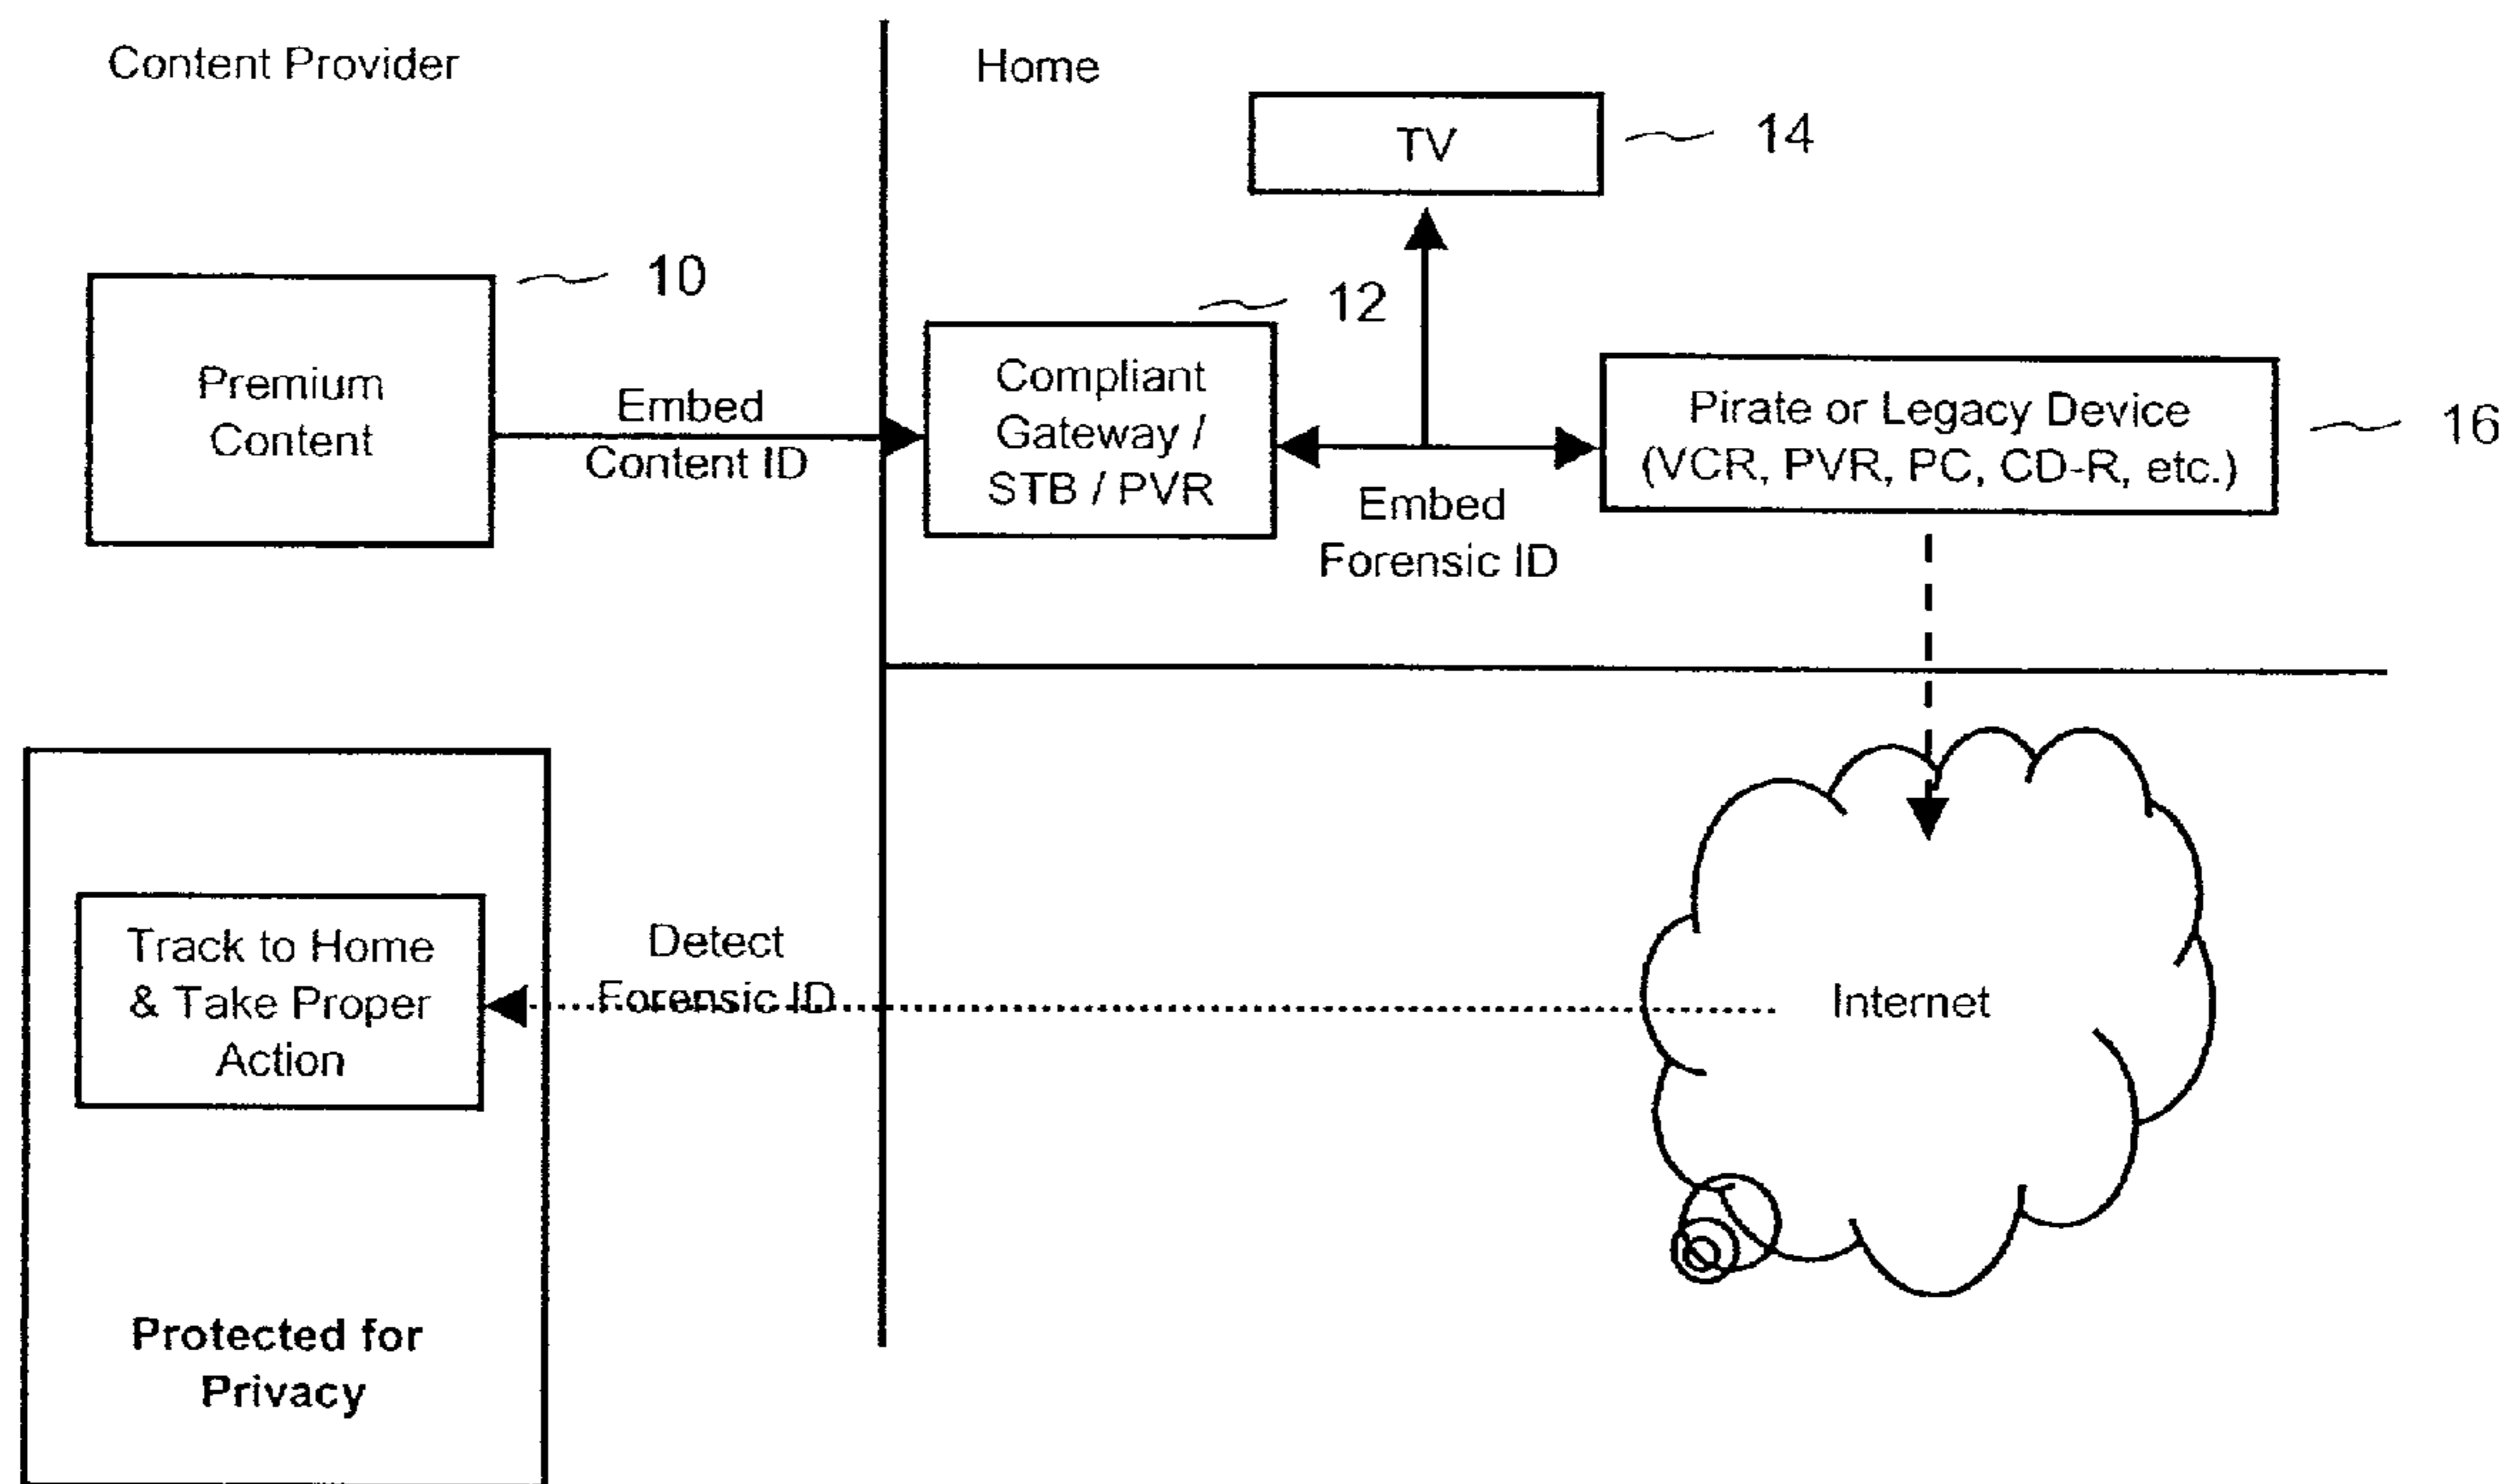 Content Provider
Home
TV
14
10
12
Premium
Content
Embed
Content ID
Compliant
Gateway /
STB / PVR
Embed
Forensic ID
Pirate or Legacy Device
(VCR, PVR, PC, CD-R, etc.)
16
Track to Home
& Take Proper
Action
Detect
Forensic ID
Internet
Protected for
Privacy